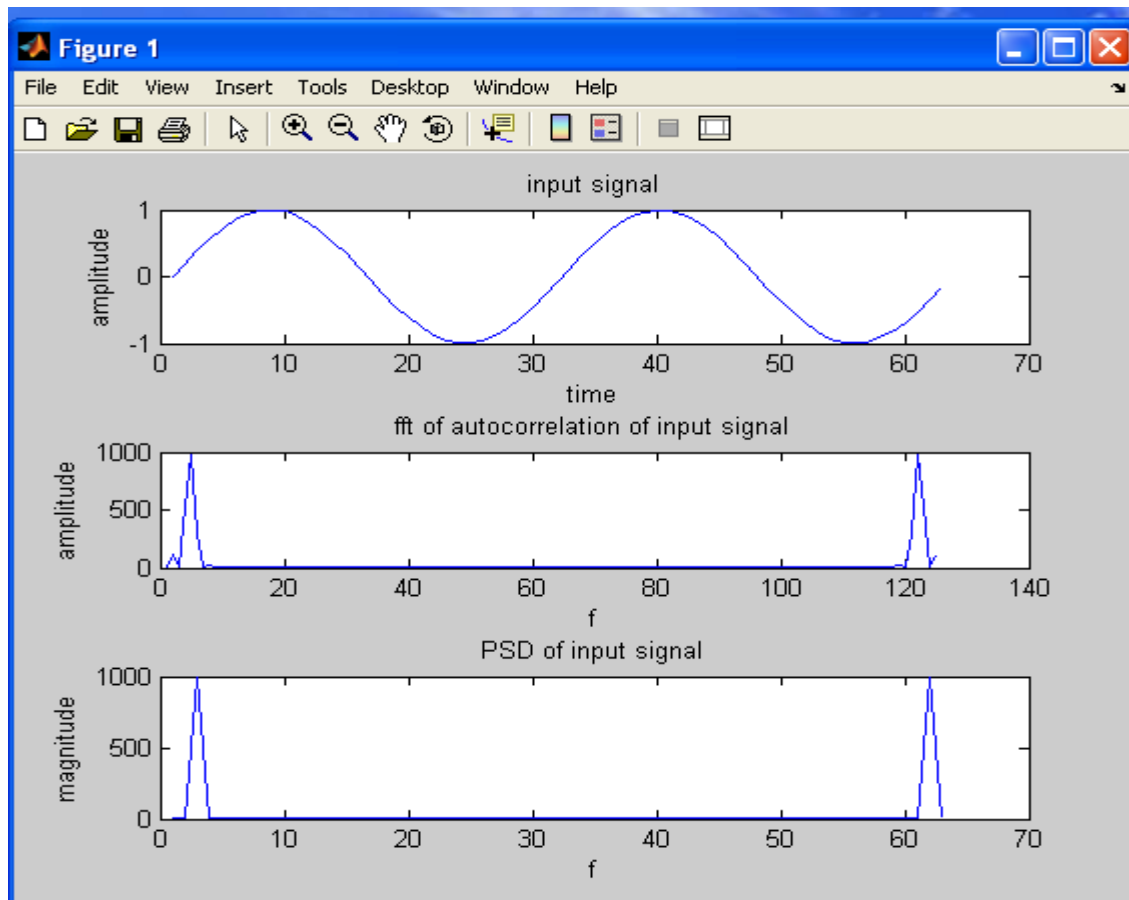 Figure 1
File Edit View Insert Tools Desktop Window Help
input signal
amplitude
1
0
-1
0 10 20 30 40 50 60 70
time
fft of autocorrelation of input signal
amplitude
1000
500
0
0 20 40 60 80 100 120 140
f
PSD of input signal
magnitude
1000
500
0
0 10 20 30 40 50 60 70
f